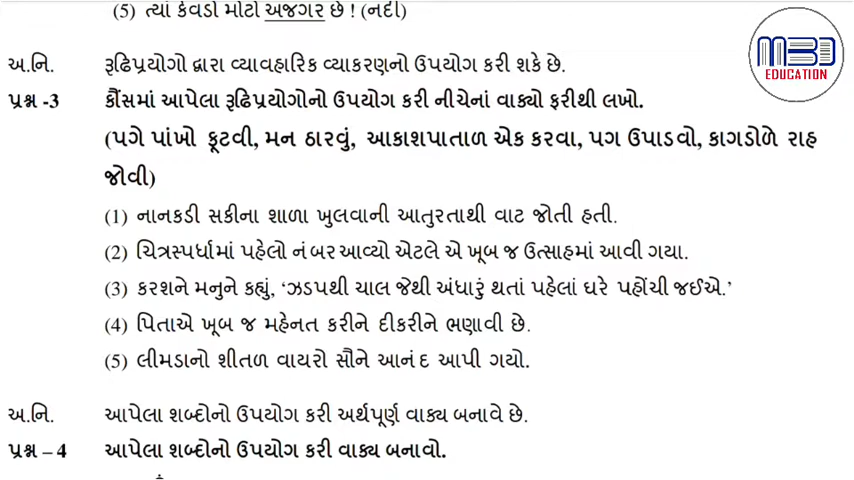 (5) ત્યાં કેવડો મોટો અજગર છે ! (નદી)
MBD
EDUCATION
અ.નિ. રૂઢિપ્રયોગો દ્વારા વ્યાવહારિક વ્યાકરણનો ઉપયોગ કરી શકે છે.
પ્રશ્ન -3 કૌંસમાં આપેલા રૂઢિપ્રયોગોનો ઉપયોગ કરી નીચેનાં વાક્યો ફરીથી લખો.
(પગે પાંખો ફૂટવી, મન ઠારવું, આકાશપાતાળ એક કરવા, પગ ઉપાડવો, કાગડોળે રાહ
જોવી)
(1) નાનકડી સકીના શાળા ખુલવાની આતુરતાથી વાટ જોતી હતી.
(2) ચિત્રસ્પર્ધામાં પહેલો નંબર આવ્યો એટલે એ ખૂબ જ ઉત્સાહમાં આવી ગયા.
(3) કરશને મનુને કહ્યું, ‘ઝડપથી ચાલ જેથી અંધારું થતાં પહેલાં ઘરે પહોંચી જઈએ.’
(4) પિતાએ ખૂબ જ મહેનત કરીને દીકરીને ભણાવી છે.
(5) લીમડાનો શીતળ વાયરો સૌને આનંદ આપી ગયો.
અ.નિ. આપેલા શબ્દોનો ઉપયોગ કરી અર્થપૂર્ણ વાક્ય બનાવે છે.
પ્રશ્ન – 4 આપેલા શબ્દોનો ઉપયોગ કરી વાક્ય બનાવો.